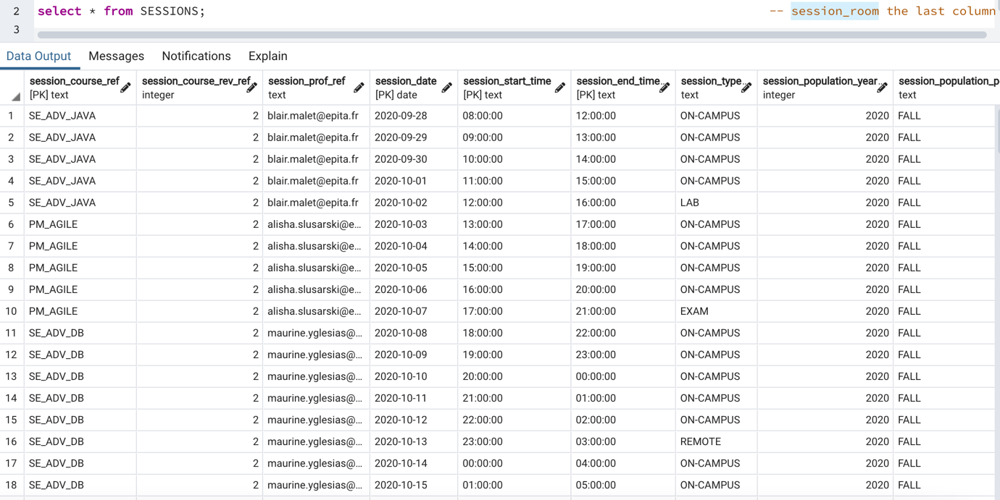 2 select * from SESSIONS; -- session_room the last column
3
Data Output Messages Notifications Explain
session_course_ref session_course_rev_ref session_prof_ref session_date session_start_time session_end_time session_type session_population_year session_population_p
[PK] text integer text [PK] date [PK] text [PK] text text integer text
1 SE_ADV_JAVA 2 blair.malet@epita.fr 2020-09-28 08:00:00 12:00:00 ON-CAMPUS 2020 FALL
2 SE_ADV_JAVA 2 blair.malet@epita.fr 2020-09-29 09:00:00 13:00:00 ON-CAMPUS 2020 FALL
3 SE_ADV_JAVA 2 blair.malet@epita.fr 2020-09-30 10:00:00 14:00:00 ON-CAMPUS 2020 FALL
4 SE_ADV_JAVA 2 blair.malet@epita.fr 2020-10-01 11:00:00 15:00:00 ON-CAMPUS 2020 FALL
5 SE_ADV_JAVA 2 blair.malet@epita.fr 2020-10-02 12:00:00 16:00:00 LAB 2020 FALL
6 PM_AGILE 2 alisha.slusarski@e... 2020-10-03 13:00:00 17:00:00 ON-CAMPUS 2020 FALL
7 PM_AGILE 2 alisha.slusarski@e... 2020-10-04 14:00:00 18:00:00 ON-CAMPUS 2020 FALL
8 PM_AGILE 2 alisha.slusarski@e... 2020-10-05 15:00:00 19:00:00 ON-CAMPUS 2020 FALL
9 PM_AGILE 2 alisha.slusarski@e... 2020-10-06 16:00:00 20:00:00 ON-CAMPUS 2020 FALL
10 PM_AGILE 2 alisha.slusarski@e... 2020-10-07 17:00:00 21:00:00 EXAM 2020 FALL
11 SE_ADV_DB 2 maurine.yglesias@... 2020-10-08 18:00:00 22:00:00 ON-CAMPUS 2020 FALL
12 SE_ADV_DB 2 maurine.yglesias@... 2020-10-09 19:00:00 23:00:00 ON-CAMPUS 2020 FALL
13 SE_ADV_DB 2 maurine.yglesias@... 2020-10-10 20:00:00 00:00:00 ON-CAMPUS 2020 FALL
14 SE_ADV_DB 2 maurine.yglesias@... 2020-10-11 21:00:00 01:00:00 ON-CAMPUS 2020 FALL
15 SE_ADV_DB 2 maurine.yglesias@... 2020-10-12 22:00:00 02:00:00 ON-CAMPUS 2020 FALL
16 SE_ADV_DB 2 maurine.yglesias@... 2020-10-13 23:00:00 03:00:00 REMOTE 2020 FALL
17 SE_ADV_DB 2 maurine.yglesias@... 2020-10-14 00:00:00 04:00:00 ON-CAMPUS 2020 FALL
18 SE_ADV_DB 2 maurine.yglesias@... 2020-10-15 01:00:00 05:00:00 ON-CAMPUS 2020 FALL